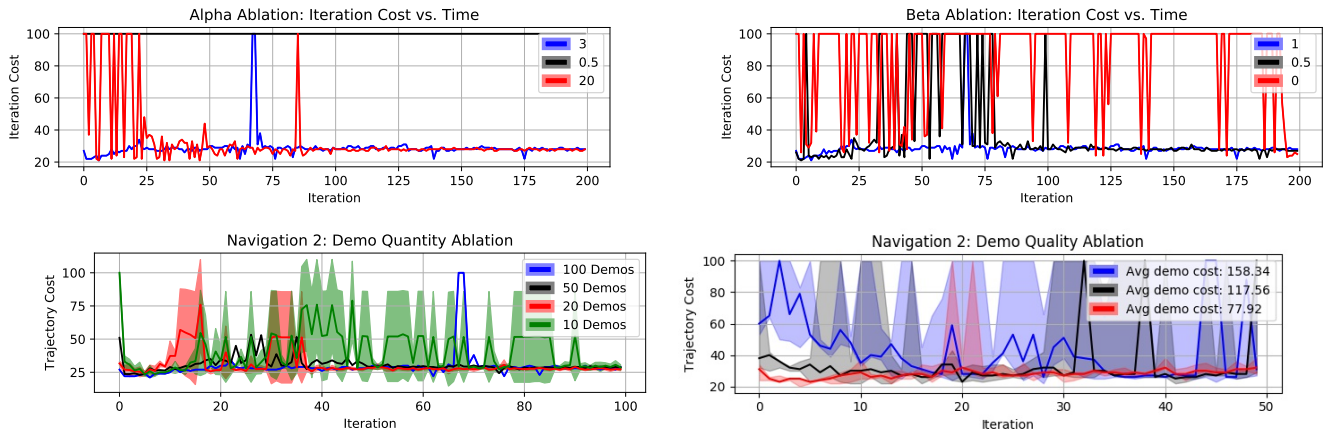 Alpha Ablation: Iteration Cost vs. Time
Iteration Cost
100
80
60
40
20
0
25
50
75
100
125
150
175
200
Iteration
3
0.5
20
Beta Ablation: Iteration Cost vs. Time
Iteration Cost
100
80
60
40
20
0
25
50
75
100
125
150
175
200
Iteration
1
0.5
0
Navigation 2: Demo Quantity Ablation
Trajectory Cost
100
75
50
25
0
20
40
60
80
100
Iteration
100 Demos
50 Demos
20 Demos
10 Demos
Navigation 2: Demo Quality Ablation
Trajectory Cost
100
80
60
40
20
0
10
20
30
40
50
Iteration
Avg demo cost: 158.34
Avg demo cost: 117.56
Avg demo cost: 77.92